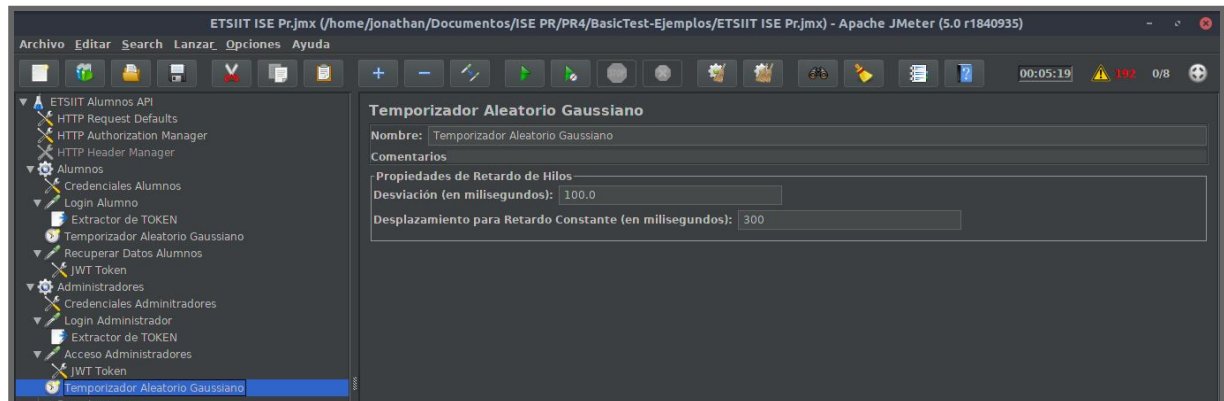 ETSIIT ISE Pr.jmx (/home/jonathan/Documentos/ISE PR/PR4/BasicTest-Ejemplos/ETSIIT ISE Pr.jmx) - Apache JMeter (5.0 r1840935)
Archivo Editar Search Lanzar Opciones Ayuda
00:05:19 192 0/8
ETSIIT Alumnos API
HTTP Request Defaults
HTTP Authorization Manager
HTTP Header Manager
Alumnos
Credenciales Alumnos
Login Alumno
Extractor de TOKEN
Temporizador Aleatorio Gaussiano
Recuperar Datos Alumnos
JWT Token
Administradores
Credenciales Adminitradores
Login Administrador
Extractor de TOKEN
Acceso Administradores
JWT Token
Temporizador Aleatorio Gaussiano
Temporizador Aleatorio Gaussiano
Nombre: Temporizador Aleatorio Gaussiano
Comentarios
Propiedades de Retardo de Hilos
Desviación (en milisegundos): 100.0
Desplazamiento para Retardo Constante (en milisegundos): 300